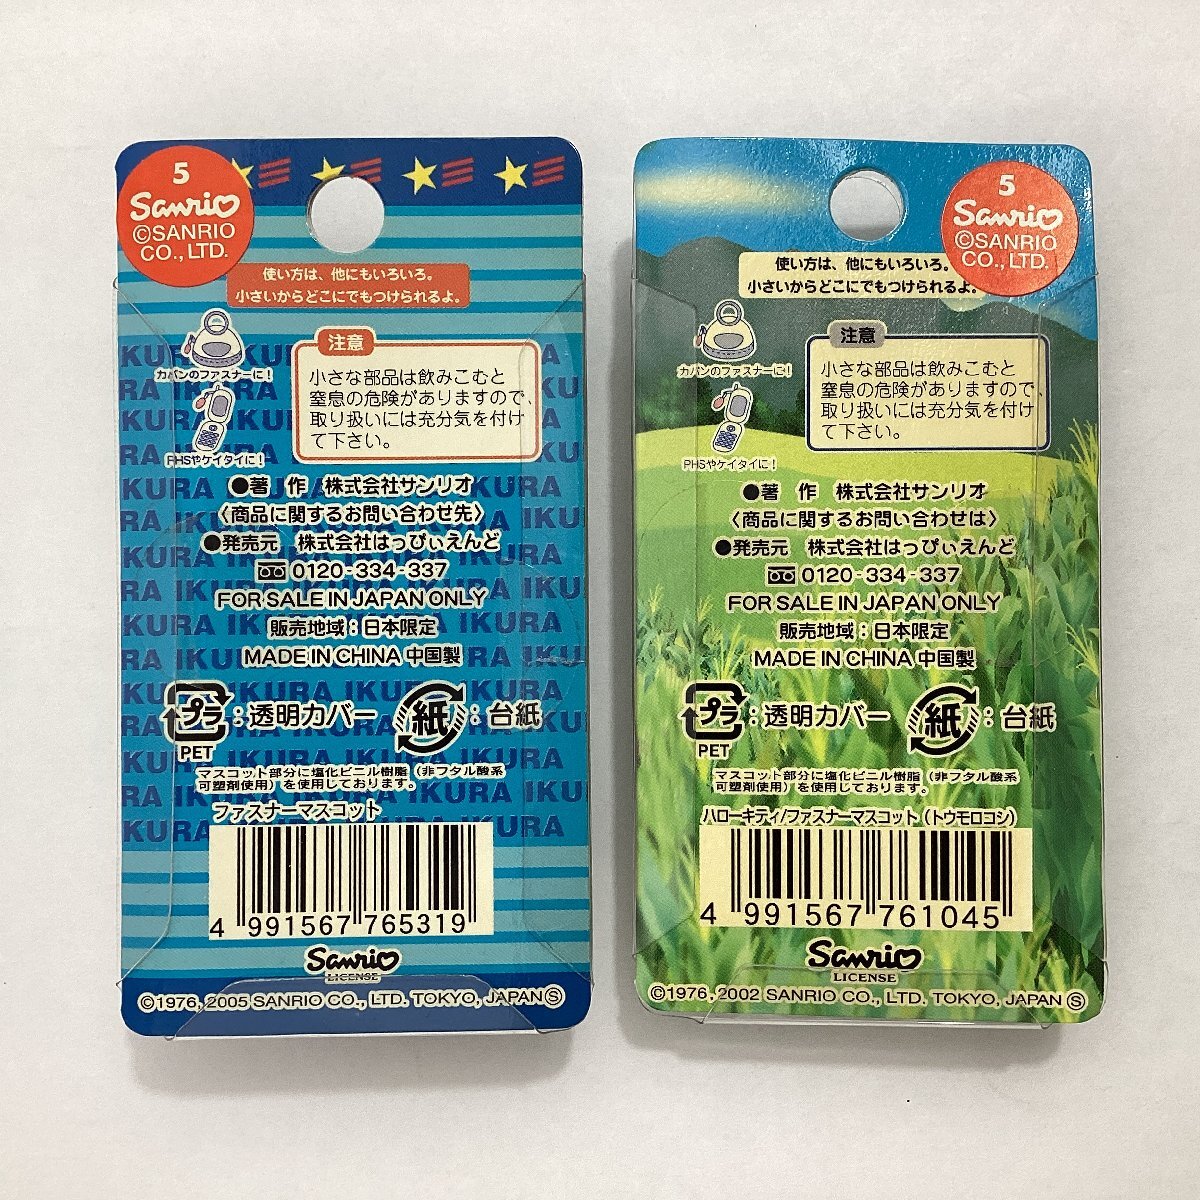 5
Sanrio
©SANRIO
CO., LTD.
使い方は、他にもいろいろ。
小さいからどこにでもつけられるよ。
カバンのファスナーに!
PHSやケイタイに!
注意
小さな部品は飲みこむと
窒息の危険がありますので、
取り扱いには充分気を付け
て下さい。
●著 作 株式会社サンリオ
〈商品に関するお問い合わせ先〉
●発売元 株式会社はっぴぃえんど
0120-334-337
FOR SALE IN JAPAN ONLY
販売地域:日本限定
MADE IN CHINA 中国製
プラ:透明カバー 紙:台紙
PET
マスコット部分に塩化ビニル樹脂(非フタル酸系
可塑剤使用)を使用しております。
ファスナーマスコット
4 991567 765319
Sanrio
LICENSE
©1976, 2005 SANRIO CO., LTD. TOKYO, JAPAN Ⓢ
5
Sanrio
©SANRIO
CO., LTD.
使い方は、他にもいろいろ。
小さいからどこにでもつけられるよ。
カバンのファスナーに!
PHSやケイタイに!
注意
小さな部品は飲みこむと
窒息の危険がありますので、
取り扱いには充分気を付け
て下さい。
●著 作 株式会社サンリオ
〈商品に関するお問い合わせは〉
●発売元 株式会社はっぴぃえんど
0120-334-337
FOR SALE IN JAPAN ONLY
販売地域:日本限定
MADE IN CHINA 中国製
プラ:透明カバー 紙:台紙
PET
マスコット部分に塩化ビニル樹脂(非フタル酸系
可塑剤使用)を使用しております。
ハローキティ/ファスナーマスコット(トウモロコシ)
4 991567 761045
Sanrio
LICENSE
©1976, 2002 SANRIO CO., LTD. TOKYO, JAPAN Ⓢ